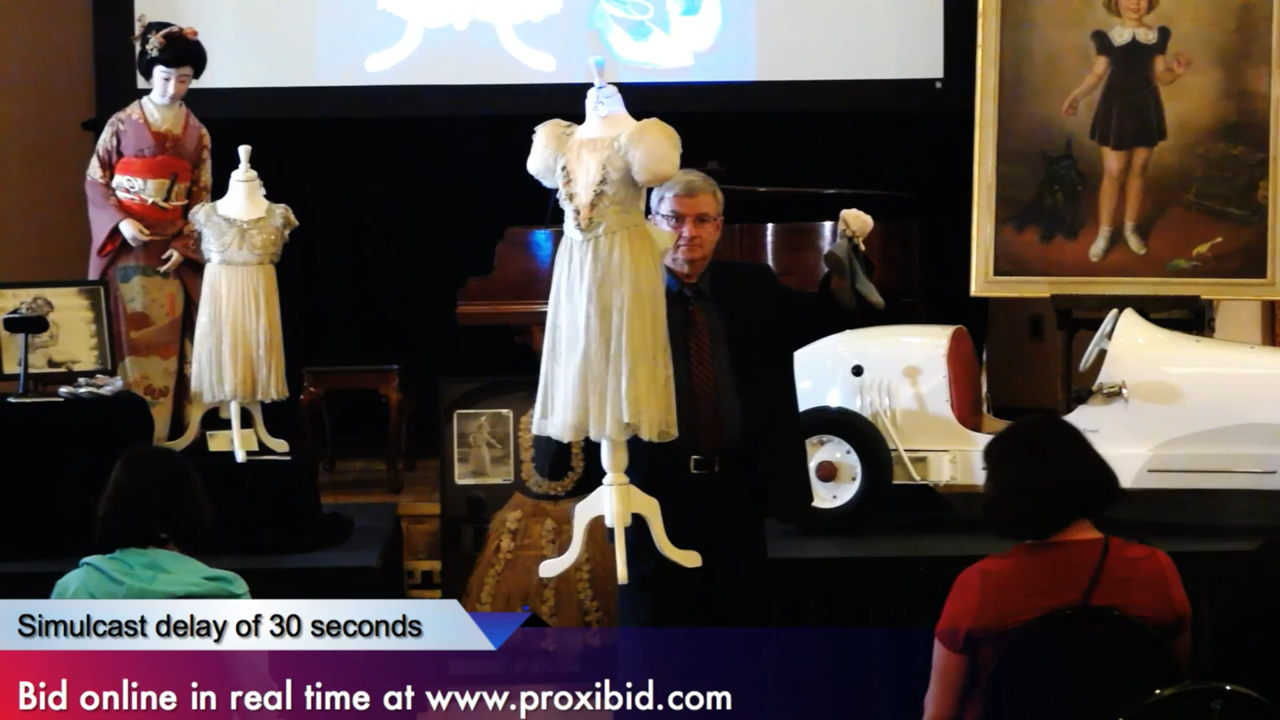 Simulcast delay of 30 seconds
Bid online in real time at www.proxibid.com